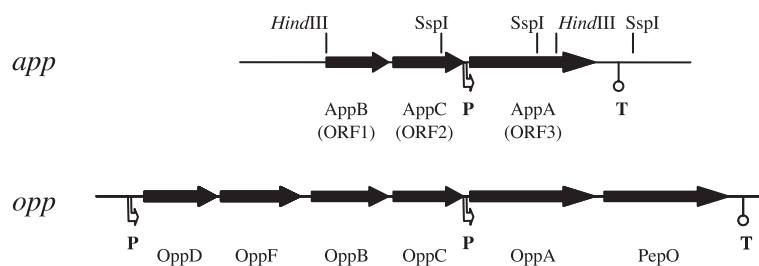 HindIII SspI SspI HindIII SspI
app
AppB AppC P AppA T
(ORF1) (ORF2) (ORF3)
opp
P P T
OppD OppF OppB OppC OppA PepO